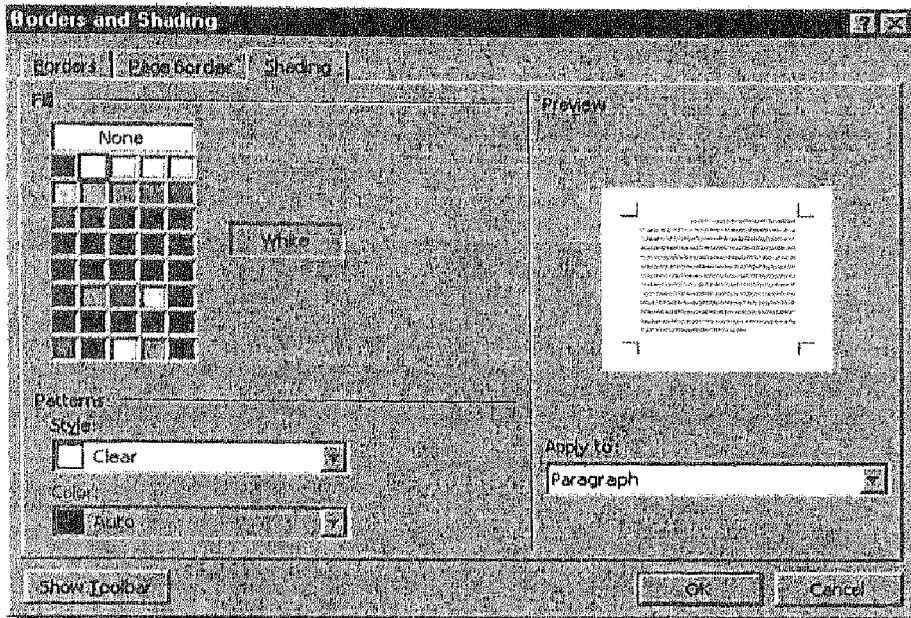 Borders and Shading
Borders Page Border Shading
Fill
None
White
Patterns
Style:
Clear
Color:
Auto
Preview
Apply to:
Paragraph
Show Toolbar
OK
Cancel